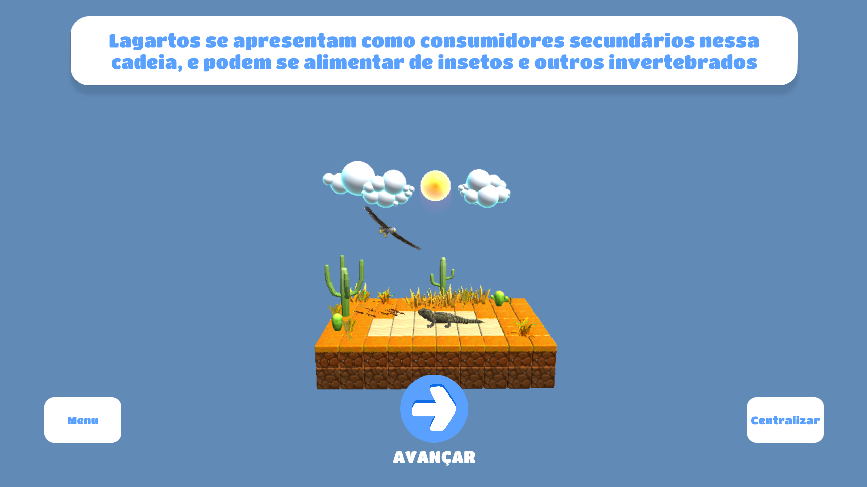 Lagartos se apresentam como consumidores secundários nessa
cadeia, e podem se alimentar de insetos e outros invertebrados
Menu
Centralizar
AVANÇAR